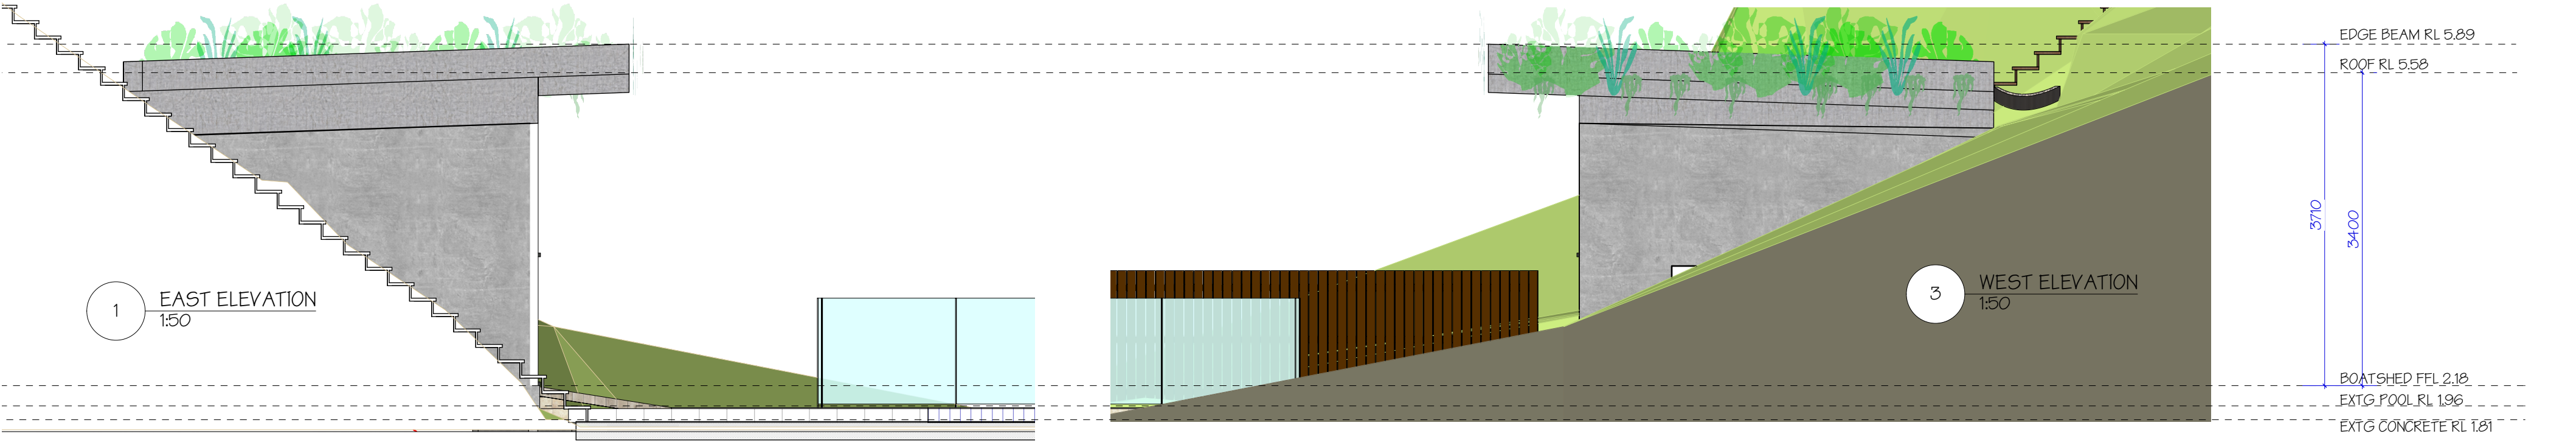 1
EAST ELEVATION
1:50
3
WEST ELEVATION
1:50
3710
3400
EDGE BEAM RL 5.89
ROOF RL 5.58
BOATSHED FFL 2.18
EXTG POOL RL 1.96
EXTG CONCRETE RL 1.81